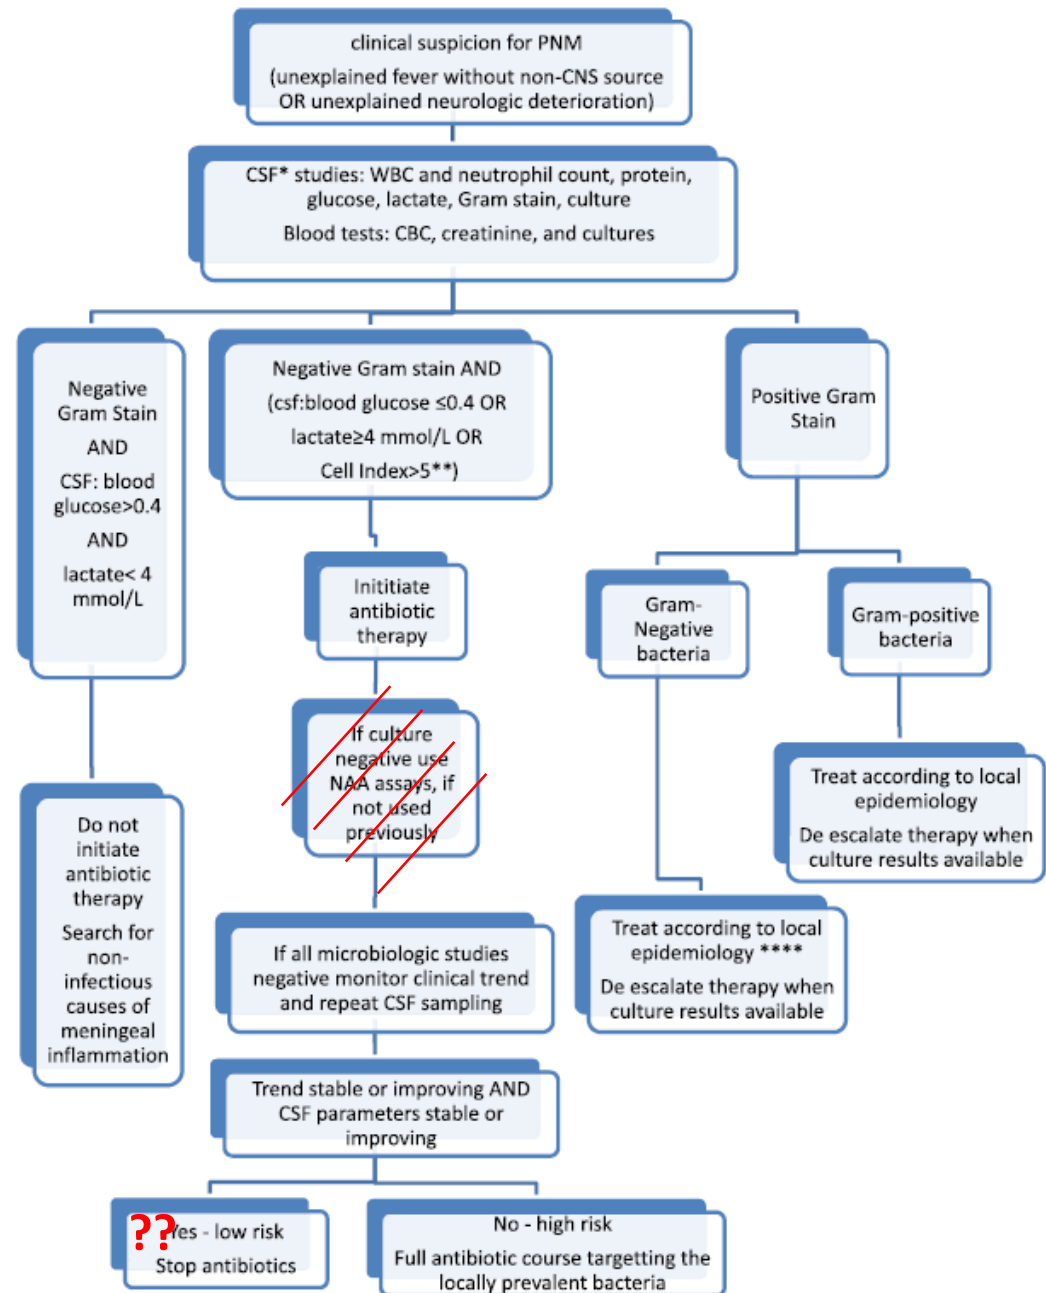 clinical suspicion for PNM
(unexplained fever without non-CNS source
OR unexplained neurologic deterioration)
CSF* studies: WBC and neutrophil count, protein,
glucose, lactate, Gram stain, culture
Blood tests: CBC, creatinine, and cultures
Negative
Gram Stain
AND
CSF: blood
glucose>0.4
AND
lactate< 4
mmol/L
Do not
initiate
antibiotic
therapy
Search for
non-
infectious
causes of
meningeal
inflammation
Negative Gram stain AND
(csf:blood glucose ≤0.4 OR
lactate≥4 mmol/L OR
Cell Index>5**)
Inititiate
antibiotic
therapy
If culture
negative use
NAA assays, if
not used
previously
If all microbiologic studies
negative monitor clinical trend
and repeat CSF sampling
Trend stable or improving AND
CSF parameters stable or
improving
??
Yes - low risk
Stop antibiotics
No - high risk
Full antibiotic course targetting the
locally prevalent bacteria
Positive Gram
Stain
Gram-
Negative
bacteria
Treat according to local
epidemiology ****
De escalate therapy when
culture results available
Gram-positive
bacteria
Treat according to local
epidemiology
De escalate therapy when
culture results available